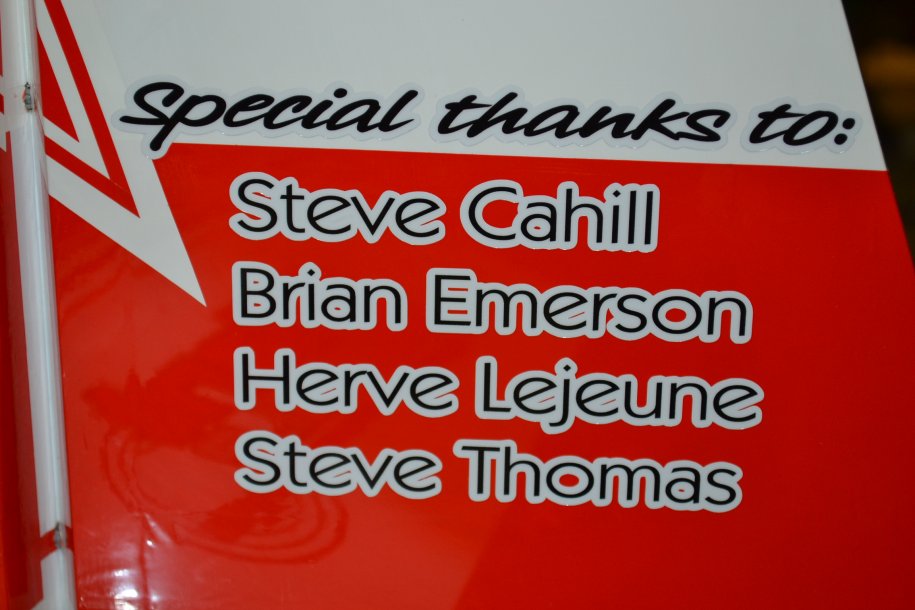 Special thanks to:
Steve Cahill
Brian Emerson
Herve Lejeune
Steve Thomas